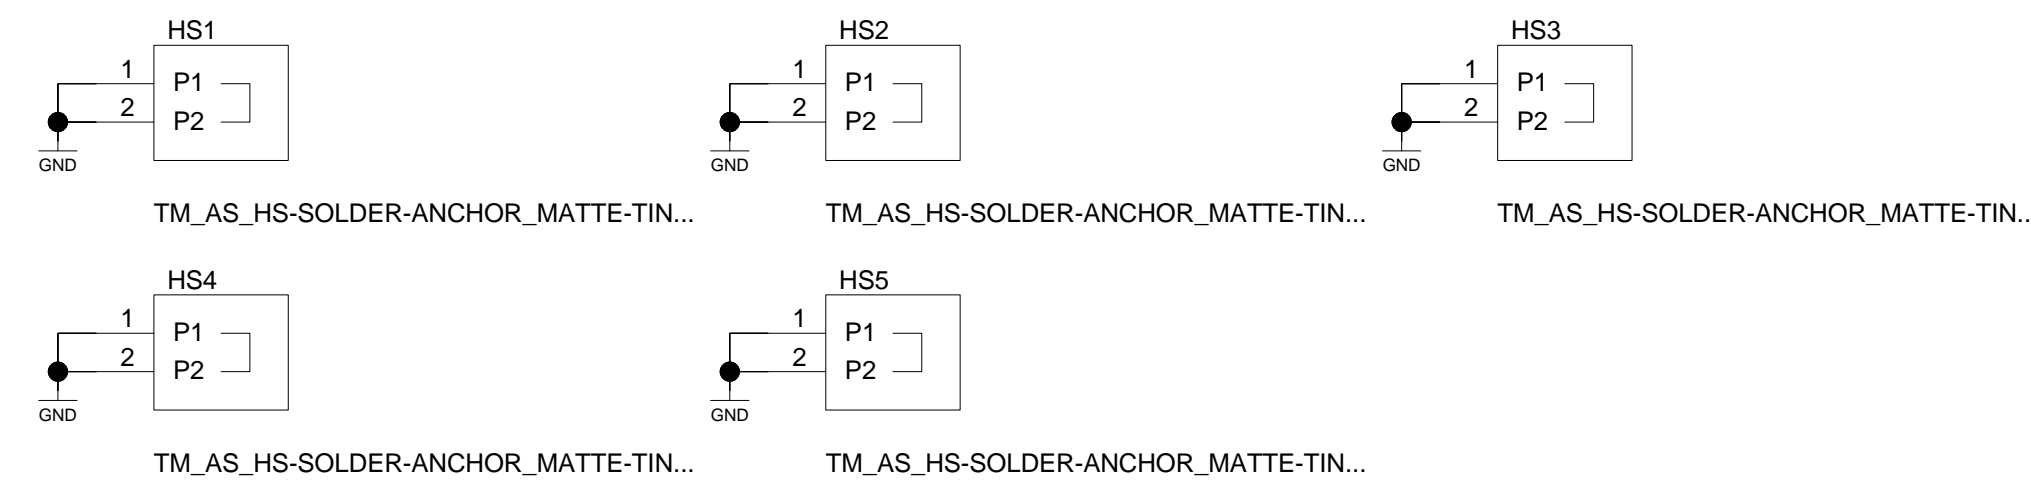 HS1
1 P1
2 P2
GND
TM_AS_HS-SOLDER-ANCHOR_MATTE-TIN...
HS2
1 P1
2 P2
GND
TM_AS_HS-SOLDER-ANCHOR_MATTE-TIN...
HS3
1 P1
2 P2
GND
TM_AS_HS-SOLDER-ANCHOR_MATTE-TIN..
HS4
1 P1
2 P2
GND
TM_AS_HS-SOLDER-ANCHOR_MATTE-TIN...
HS5
1 P1
2 P2
GND
TM_AS_HS-SOLDER-ANCHOR_MATTE-TIN...